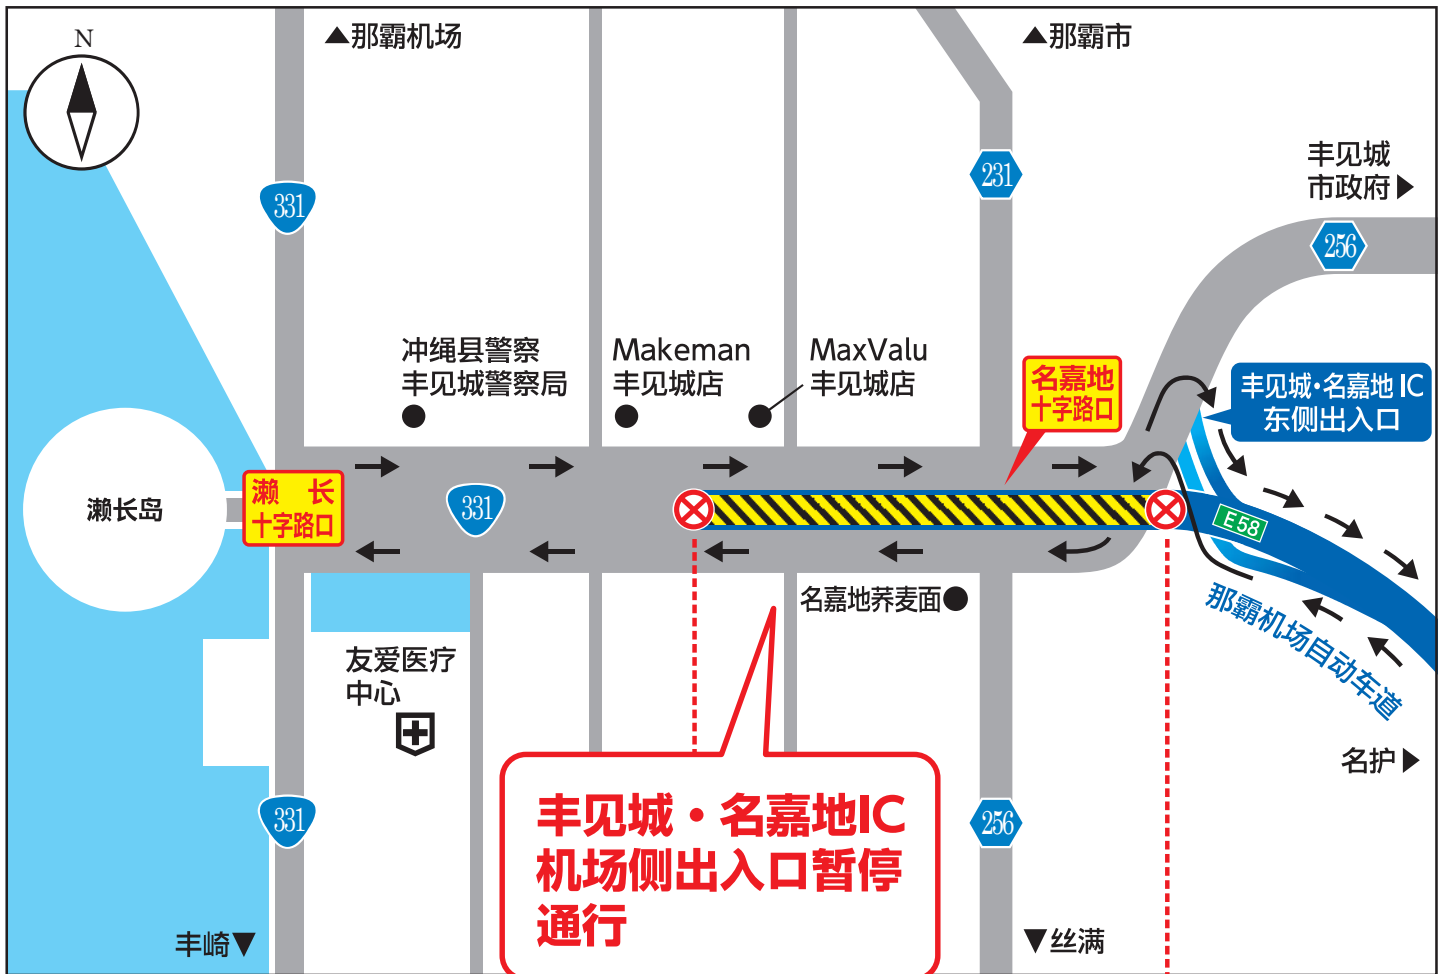 N
▲那霸机场
▲那霸市
丰见城
市政府▶
331
231
256
冲绳县警察
丰见城警察局
Makeman
丰见城店
MaxValu
丰见城店
名嘉地
十字路口
丰见城・名嘉地 IC
东侧出入口
濑长岛
濑 长
十字路口
331
E58
名嘉地荞麦面
那霸机场自动车道
友爱医疗
中心
名护▶
丰见城・名嘉地IC
机场侧出入口暂停
通行
331
256
丰崎▼
▼丝满